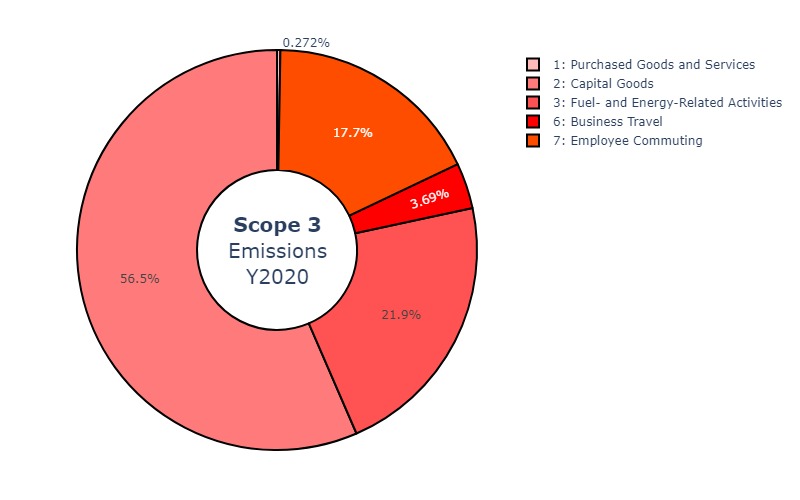 0.272%
17.7%
3.69%
21.9%
56.5%
Scope 3
Emissions
Y2020
1: Purchased Goods and Services
2: Capital Goods
3: Fuel- and Energy-Related Activities
6: Business Travel
7: Employee Commuting